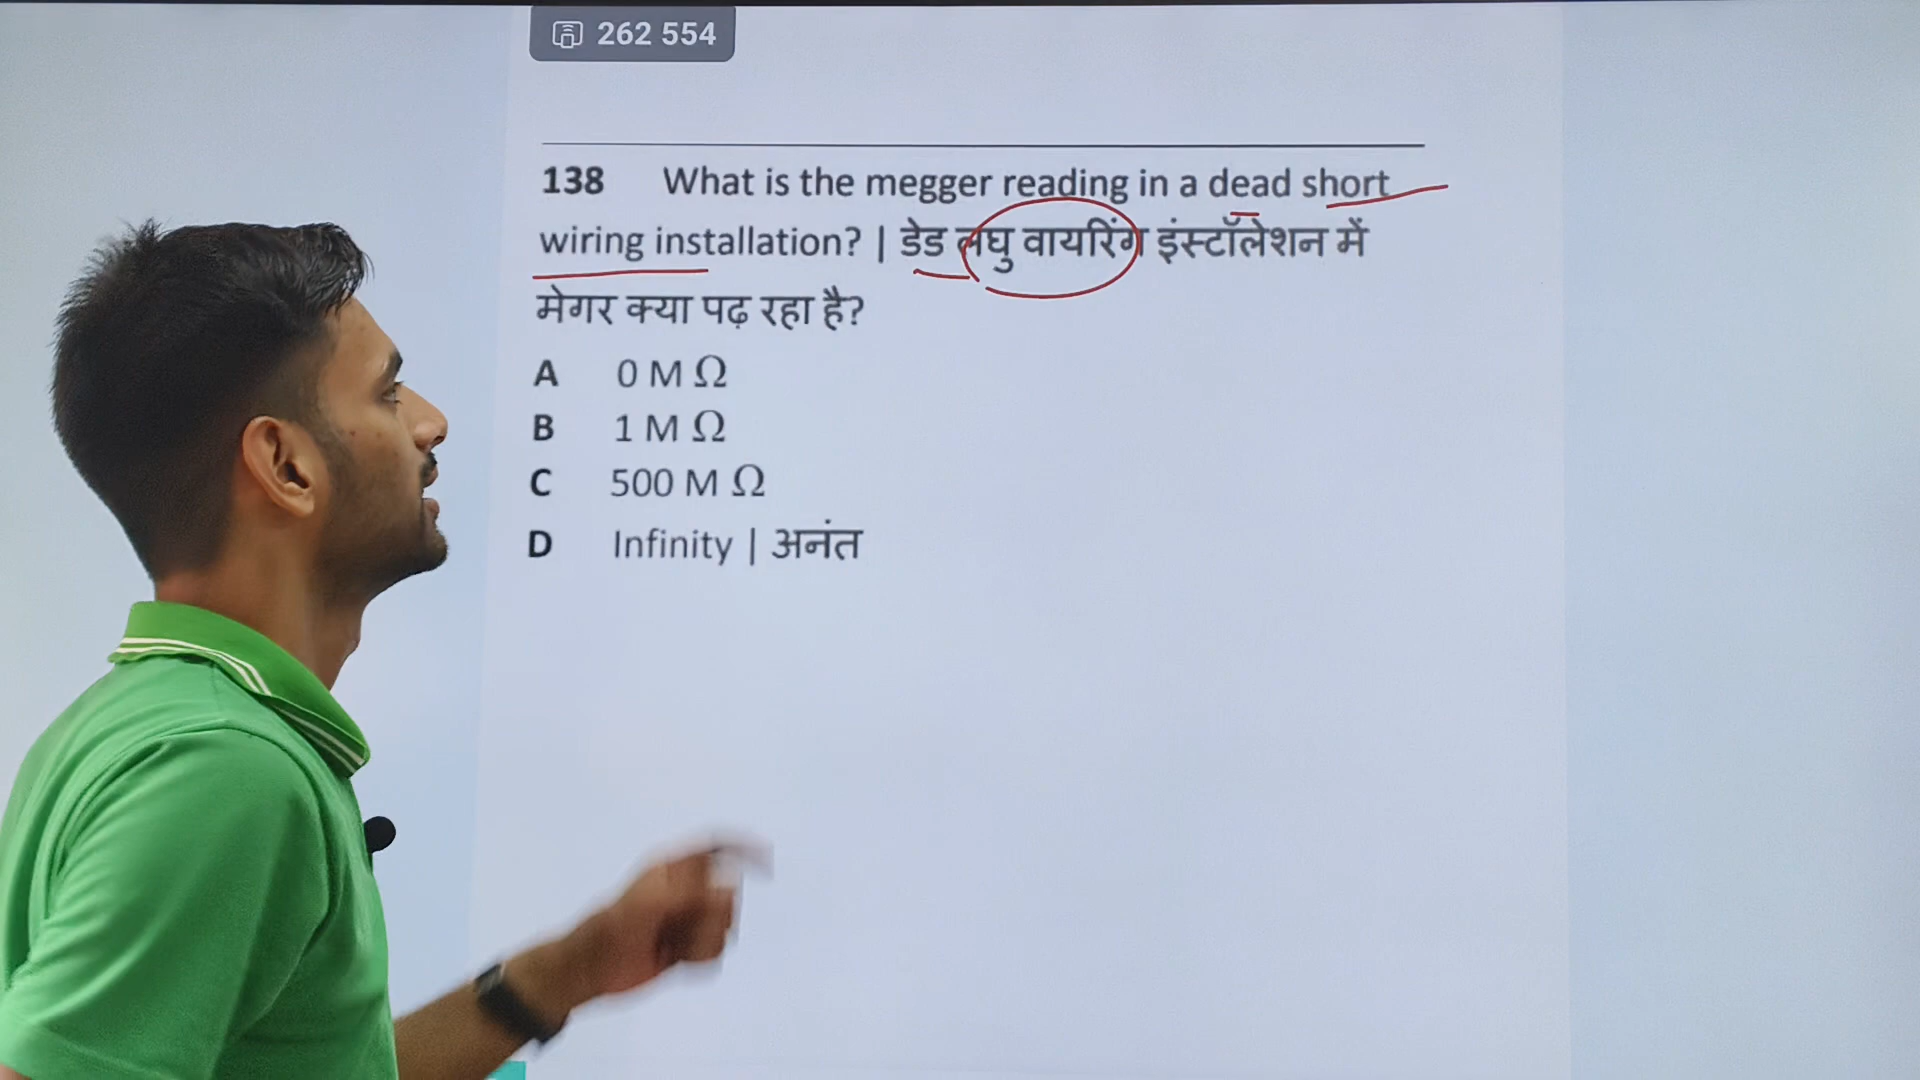 262 554
138 What is the megger reading in a dead short
wiring installation? | डेड लघु वायरिंग इंस्टॉलेशन में
मेगर क्या पढ़ रहा है?
A 0 M Ω
B 1 M Ω
C 500 M Ω
D Infinity | अनंत